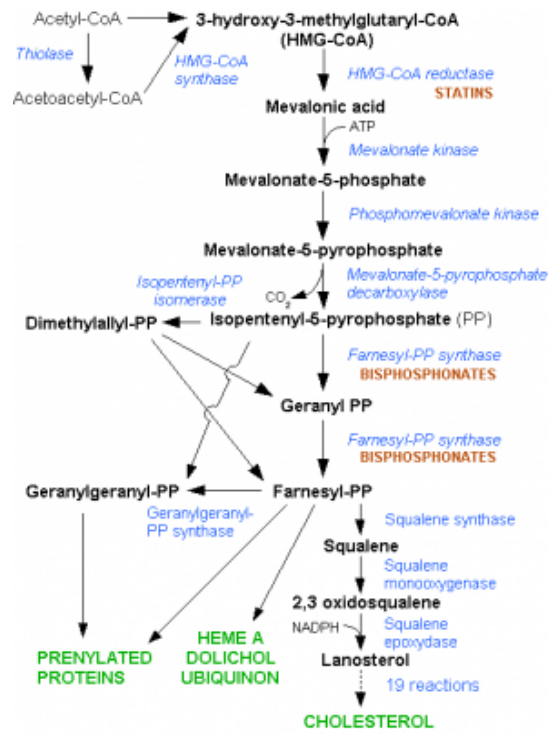 Acetyl-CoA
3-hydroxy-3-methylglutaryl-CoA
(HMG-CoA)
Thiolase
HMG-CoA
synthase
HMG-CoA reductase
STATINS
Acetoacetyl-CoA
Mevalonic acid
ATP
Mevalonate kinase
Mevalonate-5-phosphate
Phosphomevalonate kinase
Mevalonate-5-pyrophosphate
Isopentenyl-PP
isomerase
CO2
Mevalonate-5-pyrophosphate
decarboxylase
Dimethylallyl-PP
Isopentenyl-5-pyrophosphate (PP)
Farnesyl-PP synthase
BISPHOSPHONATES
Geranyl PP
Farnesyl-PP synthase
BISPHOSPHONATES
Geranylgeranyl-PP
Farnesyl-PP
Geranylgeranyl-
PP synthase
Squalene synthase
Squalene
Squalene
monooxygenase
2,3 oxidosqualene
NADPH
Squalene
epoxydase
Lanosterol
PRENYLATED
PROTEINS
HEME A
DOLICHOL
UBIQUINON
19 reactions
CHOLESTEROL